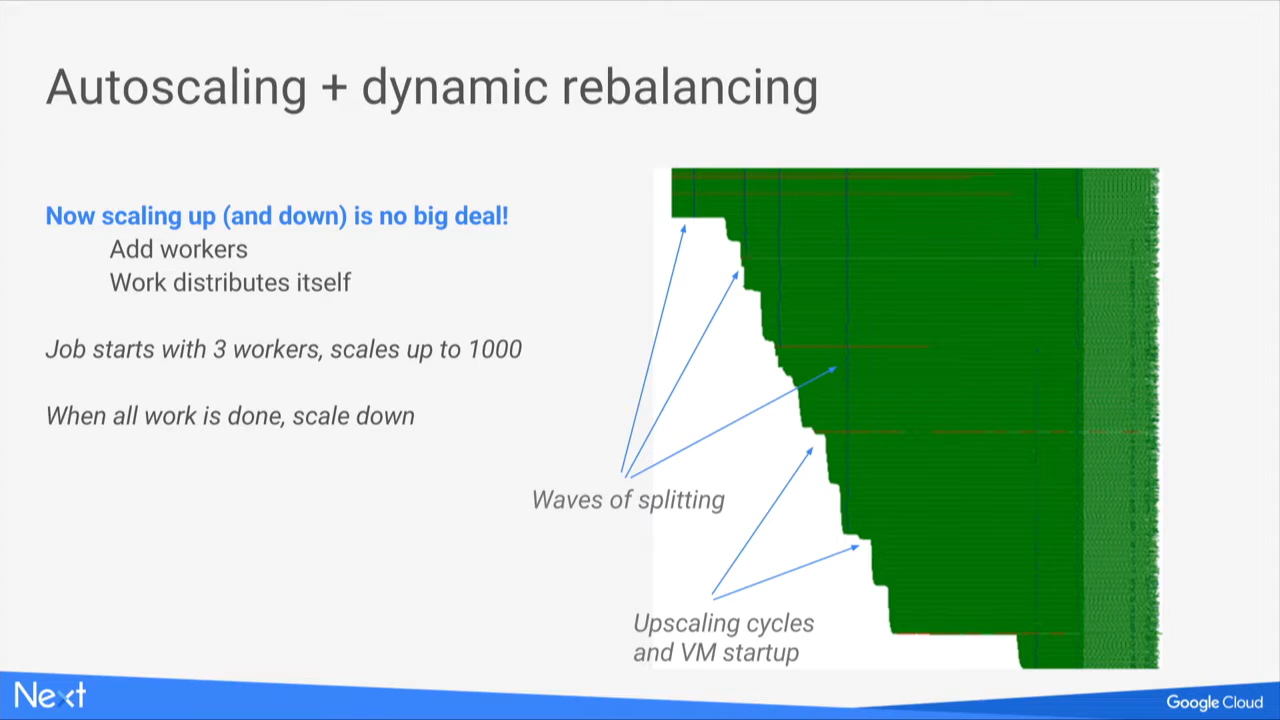 Autoscaling + dynamic rebalancing
Now scaling up (and down) is no big deal!
Add workers
Work distributes itself
Job starts with 3 workers, scales up to 1000
When all work is done, scale down
Waves of splitting
Upscaling cycles
and VM startup
Next
Google Cloud